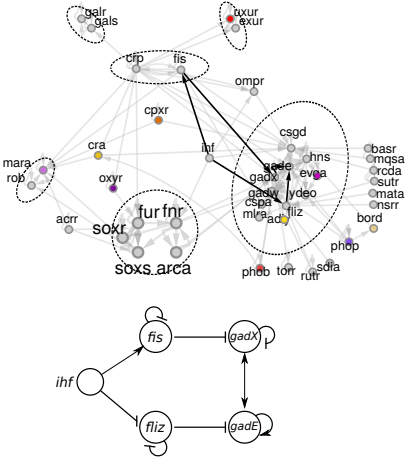 galr
gals
uxur
exur
crp
fis
ompr
cpxr
csgd
ihf
cra
basr
hns
mqsa
gade
mara
rcda
gadx
evga
rob
oxyr
sutr
gadw
ydeo
mata
cspa
fur
fnr
nsrr
mlra
fliz
adiy
acrr
soxr
bord
phop
soxs
arca
phob
torr
sdia
rutr
fis
gadX
ihf
fliz
gadE